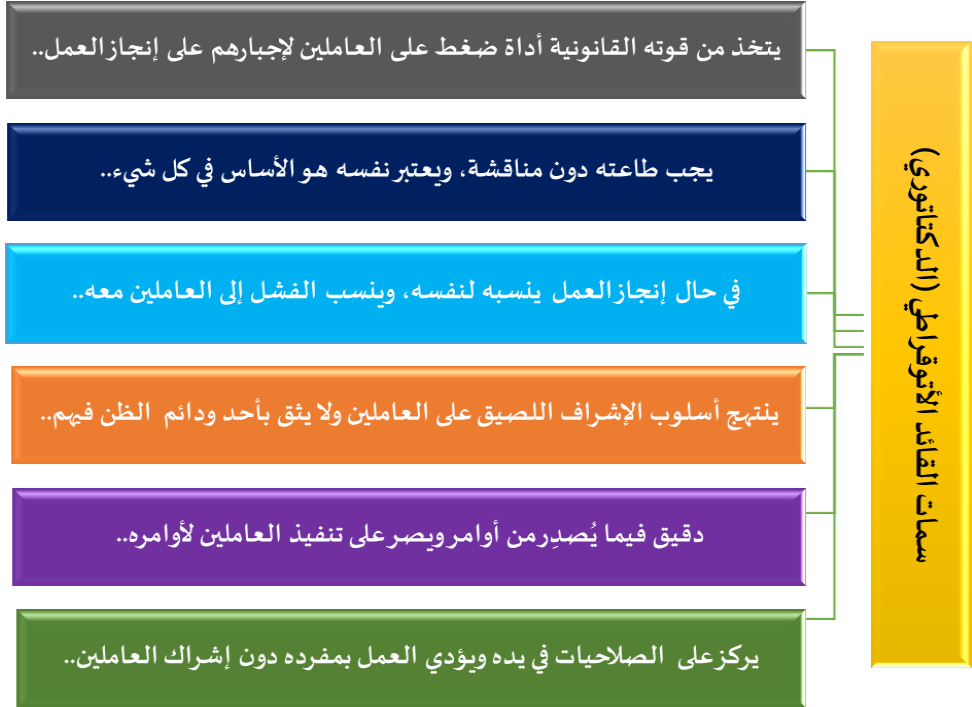 سمات القائد الأتوقراطي (الدكتاتوري)
يتخذ من قوته القانونية أداة ضغط على العاملين لإجبارهم على إنجاز العمل..
يجب طاعته دون مناقشة، ويعتبر نفسه هو الأساس في كل شيء..
في حال إنجاز العمل ينسبه لنفسه، وينسب الفشل إلى العاملين معه..
ينتهج أسلوب الإشراف اللصيق على العاملين ولا يثق بأحد ودائم الظن فيهم..
دقيق فيما يُصدِر من أوامر ويصر على تنفيذ العاملين لأوامره..
يركز على الصلاحيات في يده ويؤدي العمل بمفرده دون إشراك العاملين..